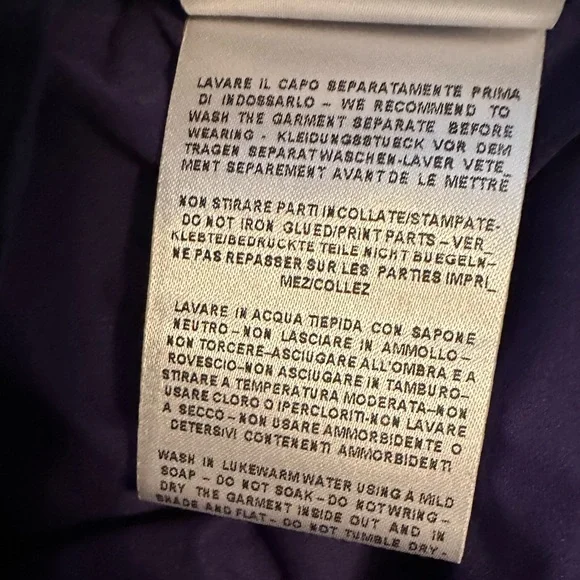 LAVARE IL CAPO SEPARATAMENTE PRIMA
DI INDOSSARLO - WE RECOMMEND TO
WASH THE GARMENT SEPARATE BEFORE
WEARING - KLEIDUNGSSTUECK VOR DEM
TRAGEN SEPARAT WASCHEN-LAVER VETE_
MENT SEPAREMENT AVANT DE LE METTRE
NON STIRARE PARTI INCOLLATE/STAMPATE-
DO NOT IRON GLUED/PRINT PARTS - VER_
KLEBTE/BEDRUCKTE TEILE NICHT BUEGELN-
NE PAS REPASSER SUR LES PARTIES IMPRI_
MEZ/COLLEZ
LAVARE IN ACQUA TIEPIDA CON SAPONE
NEUTRO-NON LASCIARE IN AMMOLLO-
NON TORCERE-ASCIUGARE ALL'OMBRA E A
ROVESCIO-NON ASCIUGARE IN TAMBURO-
STIRARE A TEMPERATURA MODERATA-NON
USARE CLORO O IPERCLORITI-NON LAVARE
A SECCO-NON USARE AMMORBIDENTE O
DETERSIVI CONTENENTI AMMORBIDENTI
WASH IN LUKEWARM WATER USING A MILD
SOAP - DO NOT SOAK - DO NOT WRING -
DRY THE GARMENT INSIDE OUT AND IN
SHADE AND FLAT - DO NOT TUMBLE DRY -